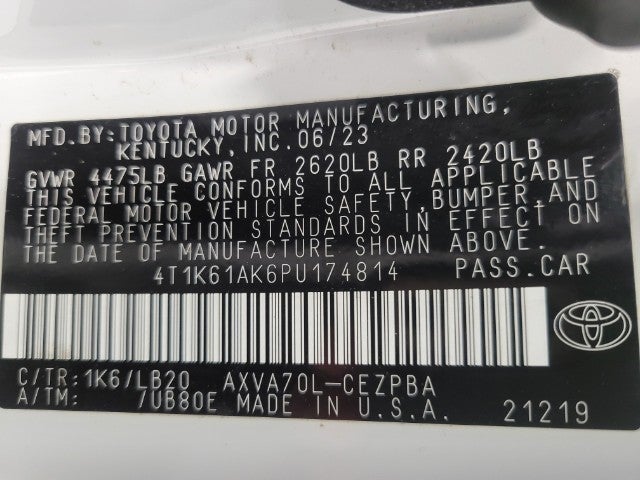 MFD. BY: TOYOTA MOTOR MANUFACTURING,
KENTUCKY, INC. 06/23
GVWR 4475LB GAWR FR 2620LB RR 2420LB
THIS VEHICLE CONFORMS TO ALL APPLICABLE
FEDERAL MOTOR VEHICLE SAFETY, BUMPER, AND
THEFT PREVENTION STANDARDS IN EFFECT ON
THE DATE OF MANUFACTURE SHOWN ABOVE.
4T1K61AK6PU174814 PASS. CAR
C/TR: 1K6/LB20 AXVA70L-CEZPBA
A/TM: 7UB80E MADE IN U.S.A. 21219